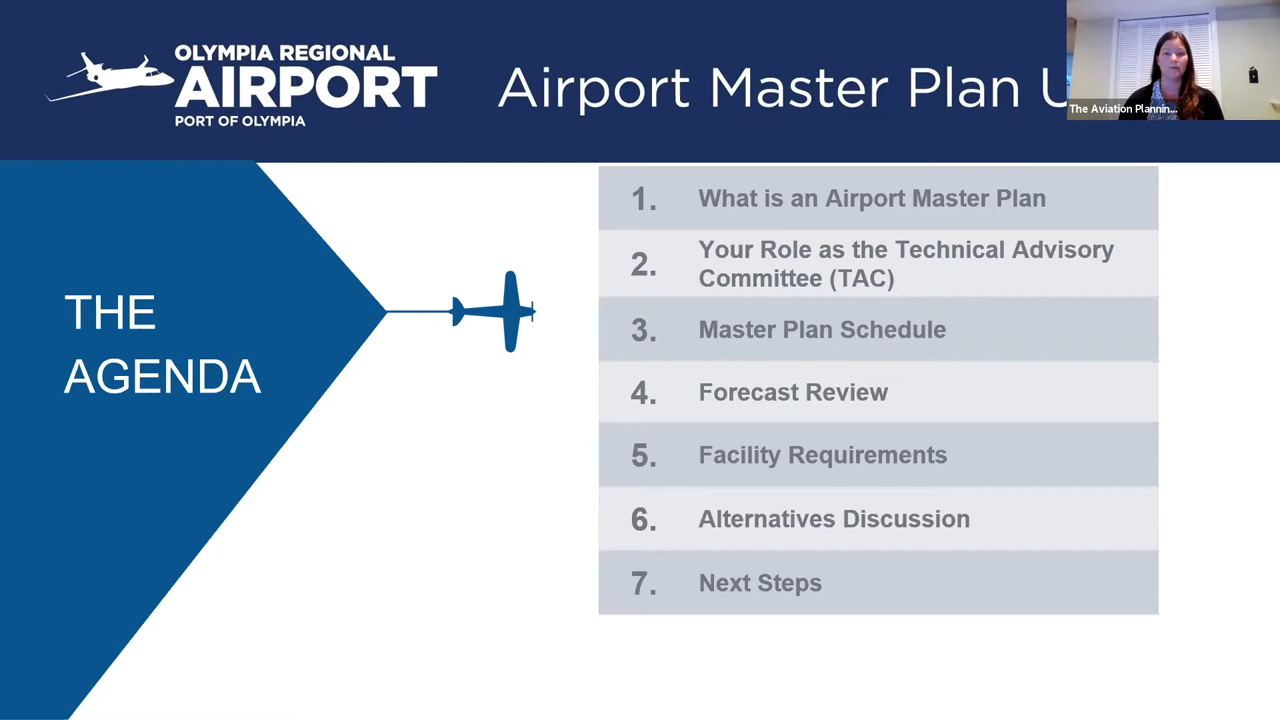 OLYMPIA REGIONAL
AIRPORT
PORT OF OLYMPIA
Airport Master Plan U
The Aviation Plannin...
THE
AGENDA
1. What is an Airport Master Plan
2. Your Role as the Technical Advisory
Committee (TAC)
3. Master Plan Schedule
4. Forecast Review
5. Facility Requirements
6. Alternatives Discussion
7. Next Steps